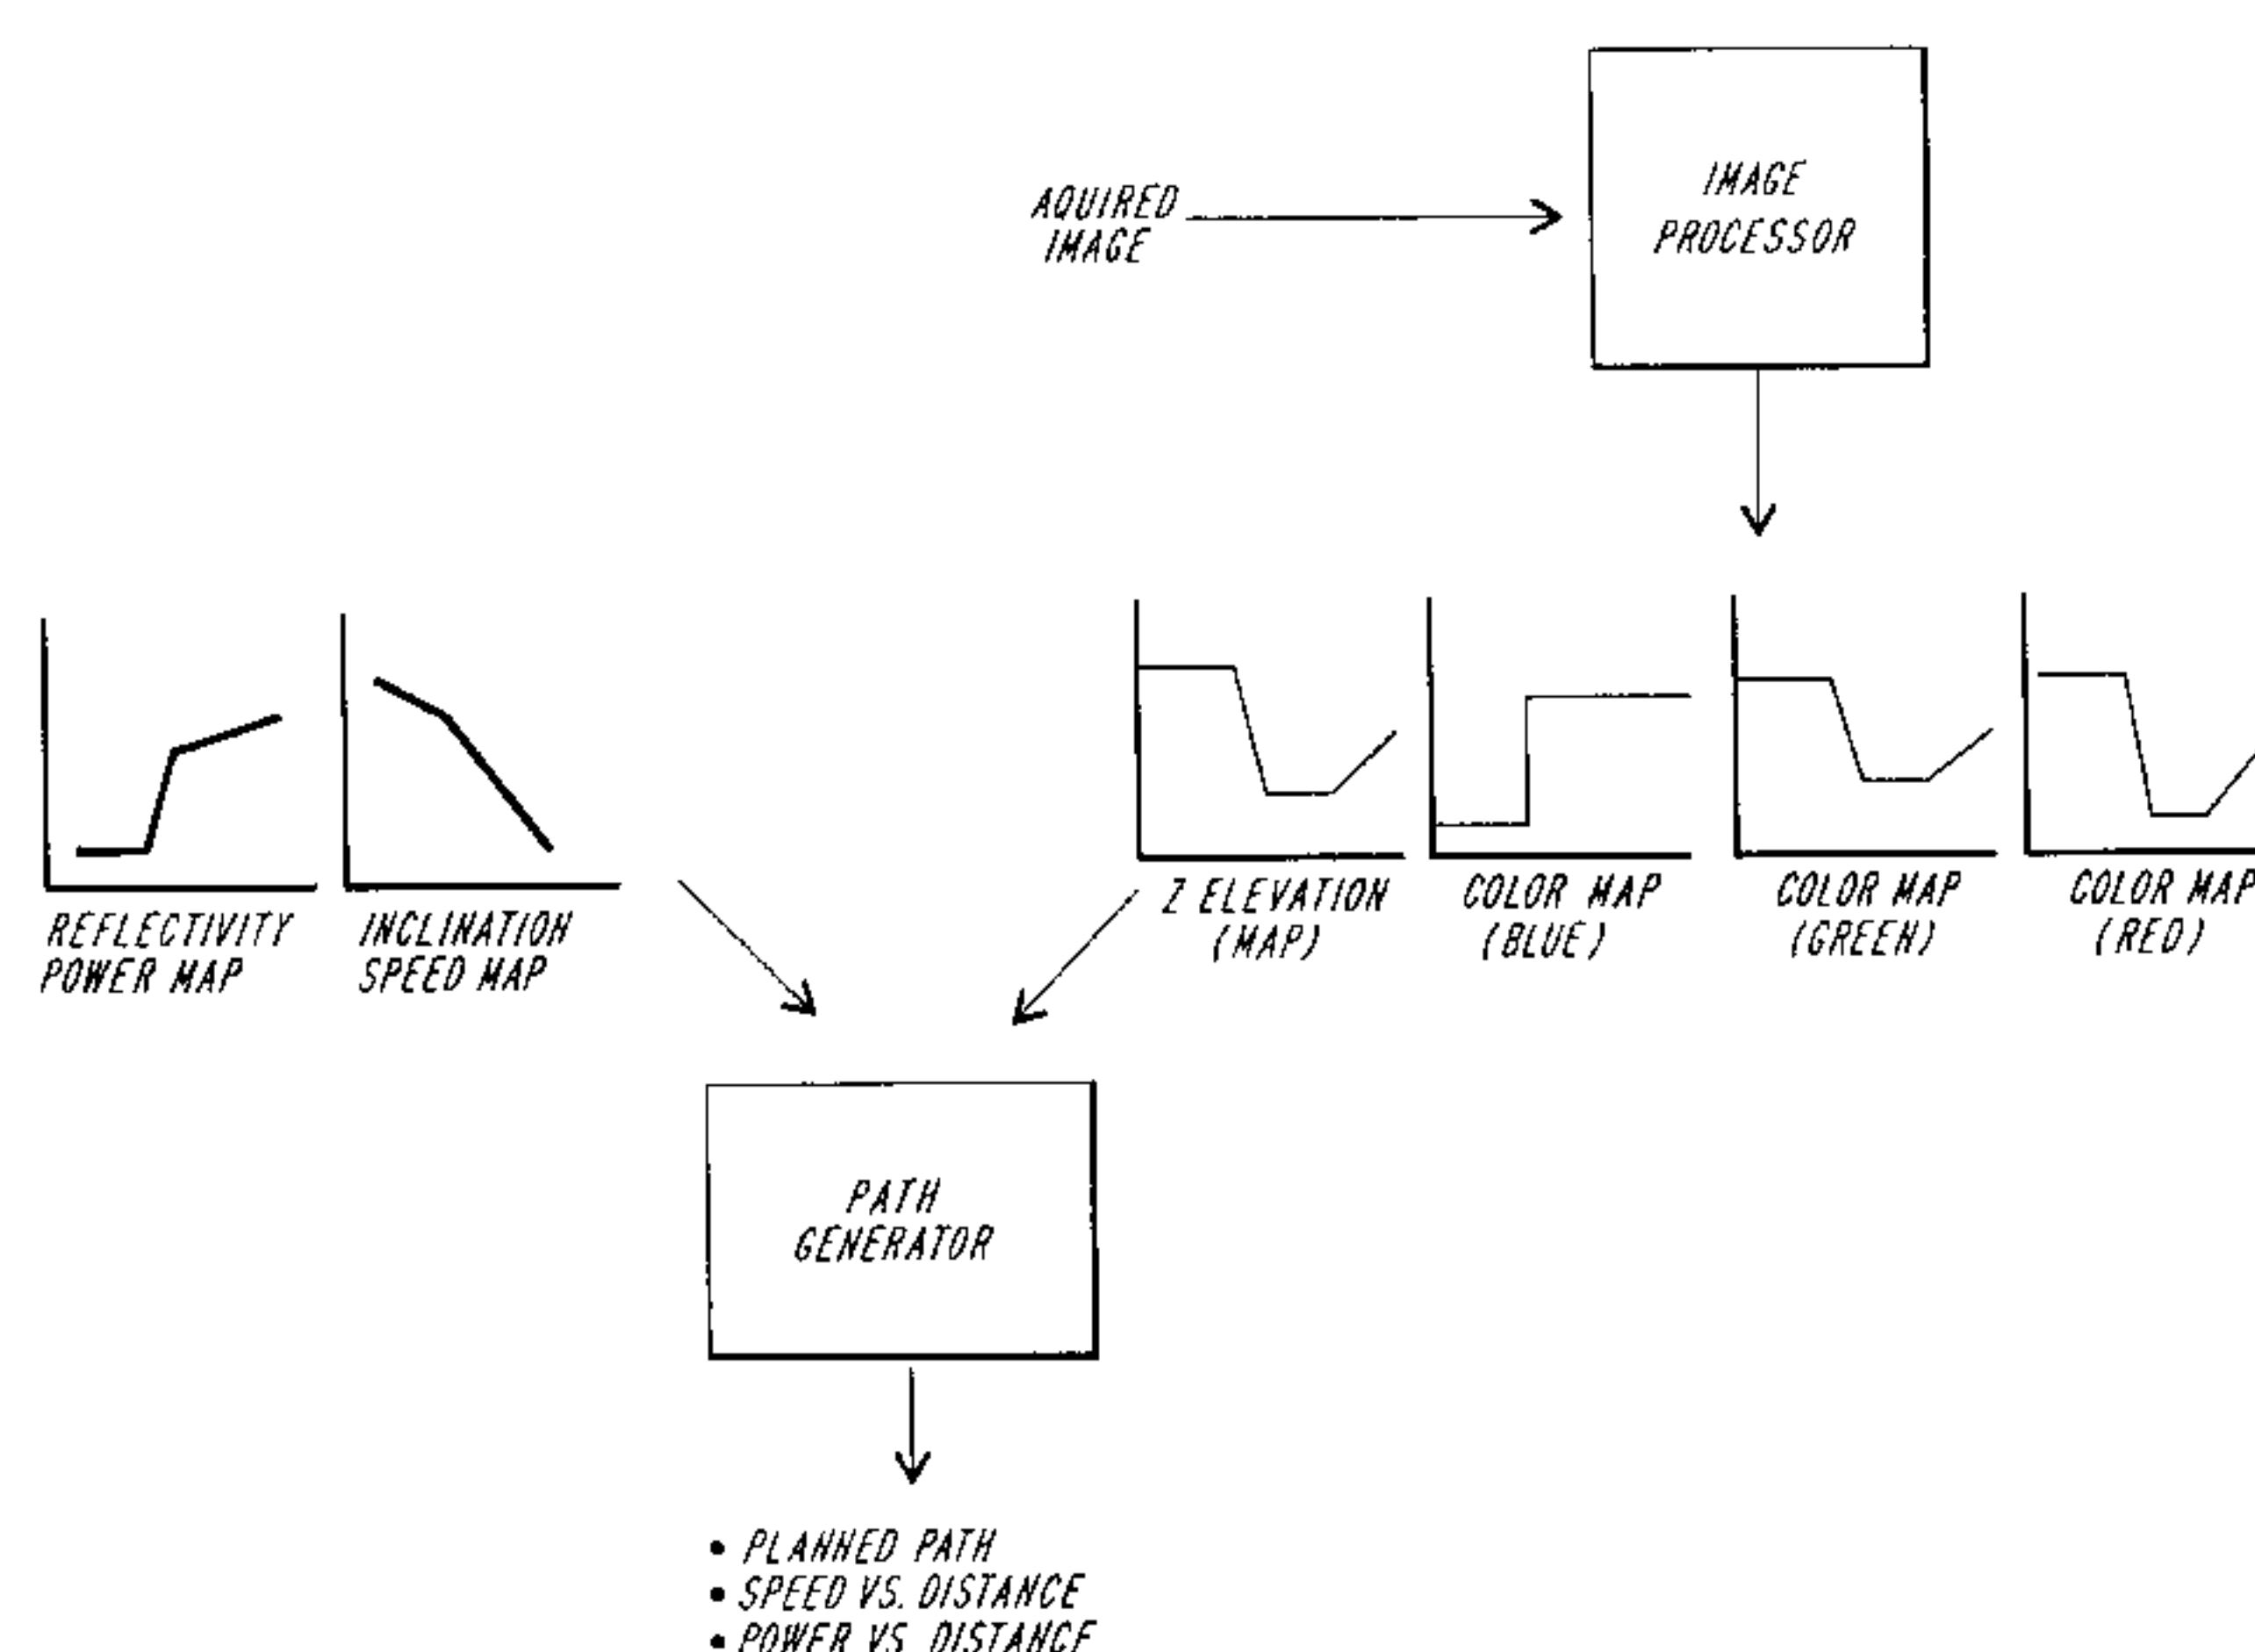 AQUIRED
IMAGE
IMAGE
PROCESSOR
REFLECTIVITY
POWER MAP
INCLINATION
SPEED MAP
Z ELEVATION
(MAP)
COLOR MAP
(BLUE)
COLOR MAP
(GREEN)
COLOR MAP
(RED)
PATH
GENERATOR
• PLANNED PATH
• SPEED VS. DISTANCE
• POWER VS. DISTANCE